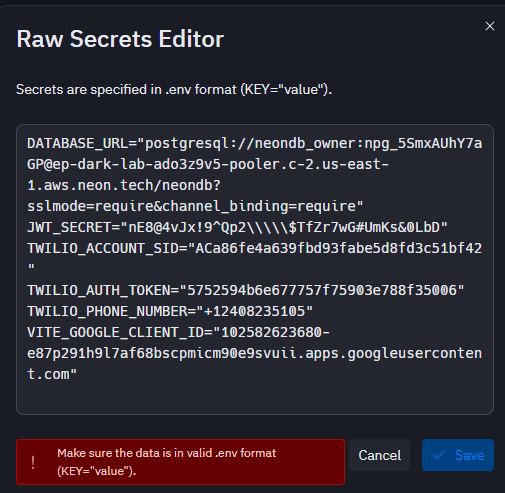 Raw Secrets Editor
Secrets are specified in .env format (KEY="value").
DATABASE_URL="postgresql://neondb_owner:npg_5SmxAUhY7a
GP@ep-dark-lab-ado3z9v5-pooler.c-2.us-east-
1.aws.neon.tech/neondb?
sslmode=require&channel_binding=require"
JWT_SECRET="nE8@4vJx!9^Qp2\\\\\$TfZr7wG#UmKs&0LbD"
TWILIO_ACCOUNT_SID="ACa86fe4a639fbd93fabe5d8fd3c51bf42
"
TWILIO_AUTH_TOKEN="5752594b6e677757f75903e788f35006"
TWILIO_PHONE_NUMBER="+12408235105"
VITE_GOOGLE_CLIENT_ID="102582623680-
e87p291h9l7af68bscpmicm90e9svuii.apps.googleuserconten
t.com"
Make sure the data is in valid .env format
(KEY="value").
Cancel
Save